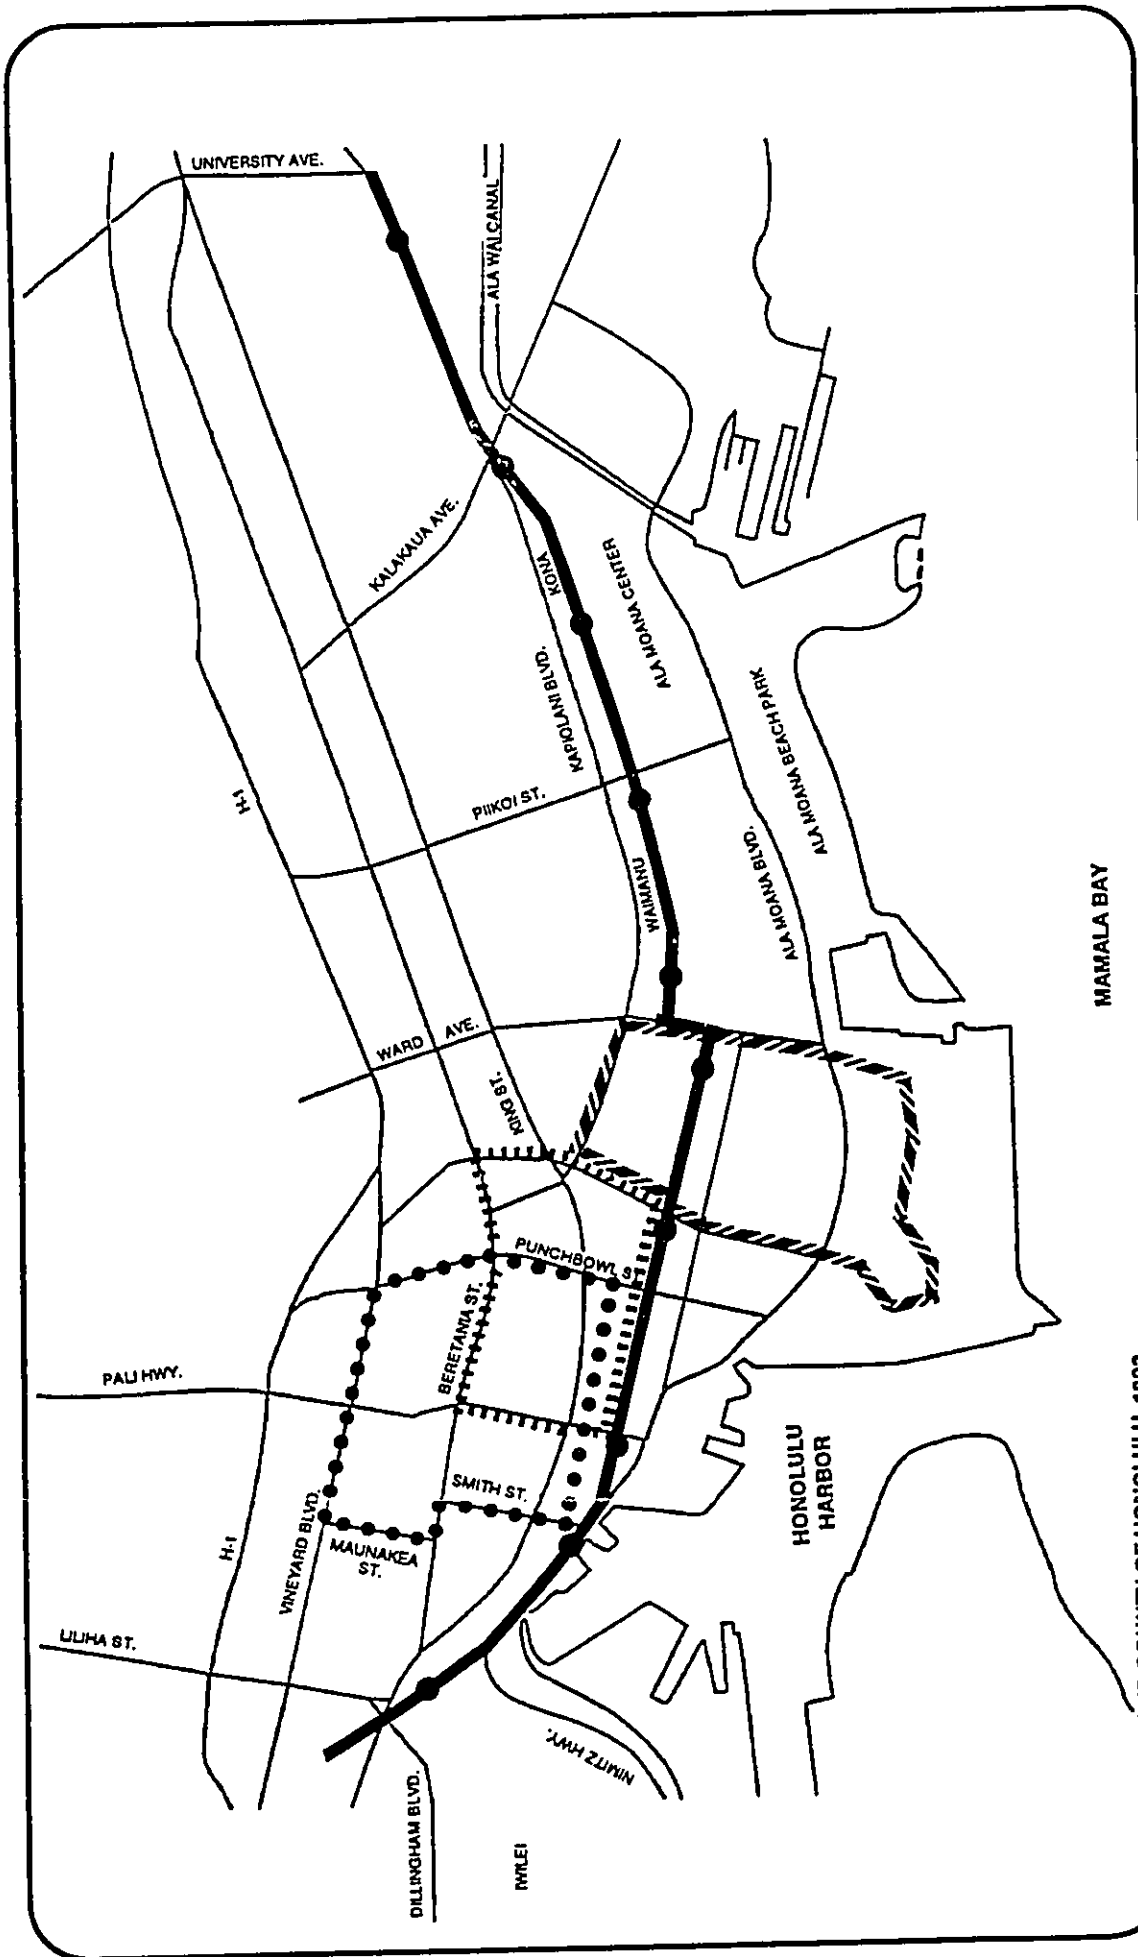 UNIVERSITY AVE.
ALA WAI CANAL
KALAKAUA AVE.
KONA
ALA MOANA CENTER
KAPIOLANI BLVD.
H-1
PIIKOI ST.
ALA MOANA BEACH PARK
ALA MOANA BLVD.
WAIMANU
MAMALA BAY
WARD AVE.
KING ST.
PUNCHBOWL ST.
BERETANIA ST.
PALI HWY.
HONOLULU
HARBOR
SMITH ST.
VINEYARD BLVD.
MAUNAKEA
ST.
H-1
LILIHA ST.
NIMITZ HWY.
DILLINGHAM BLVD.
IWILEI